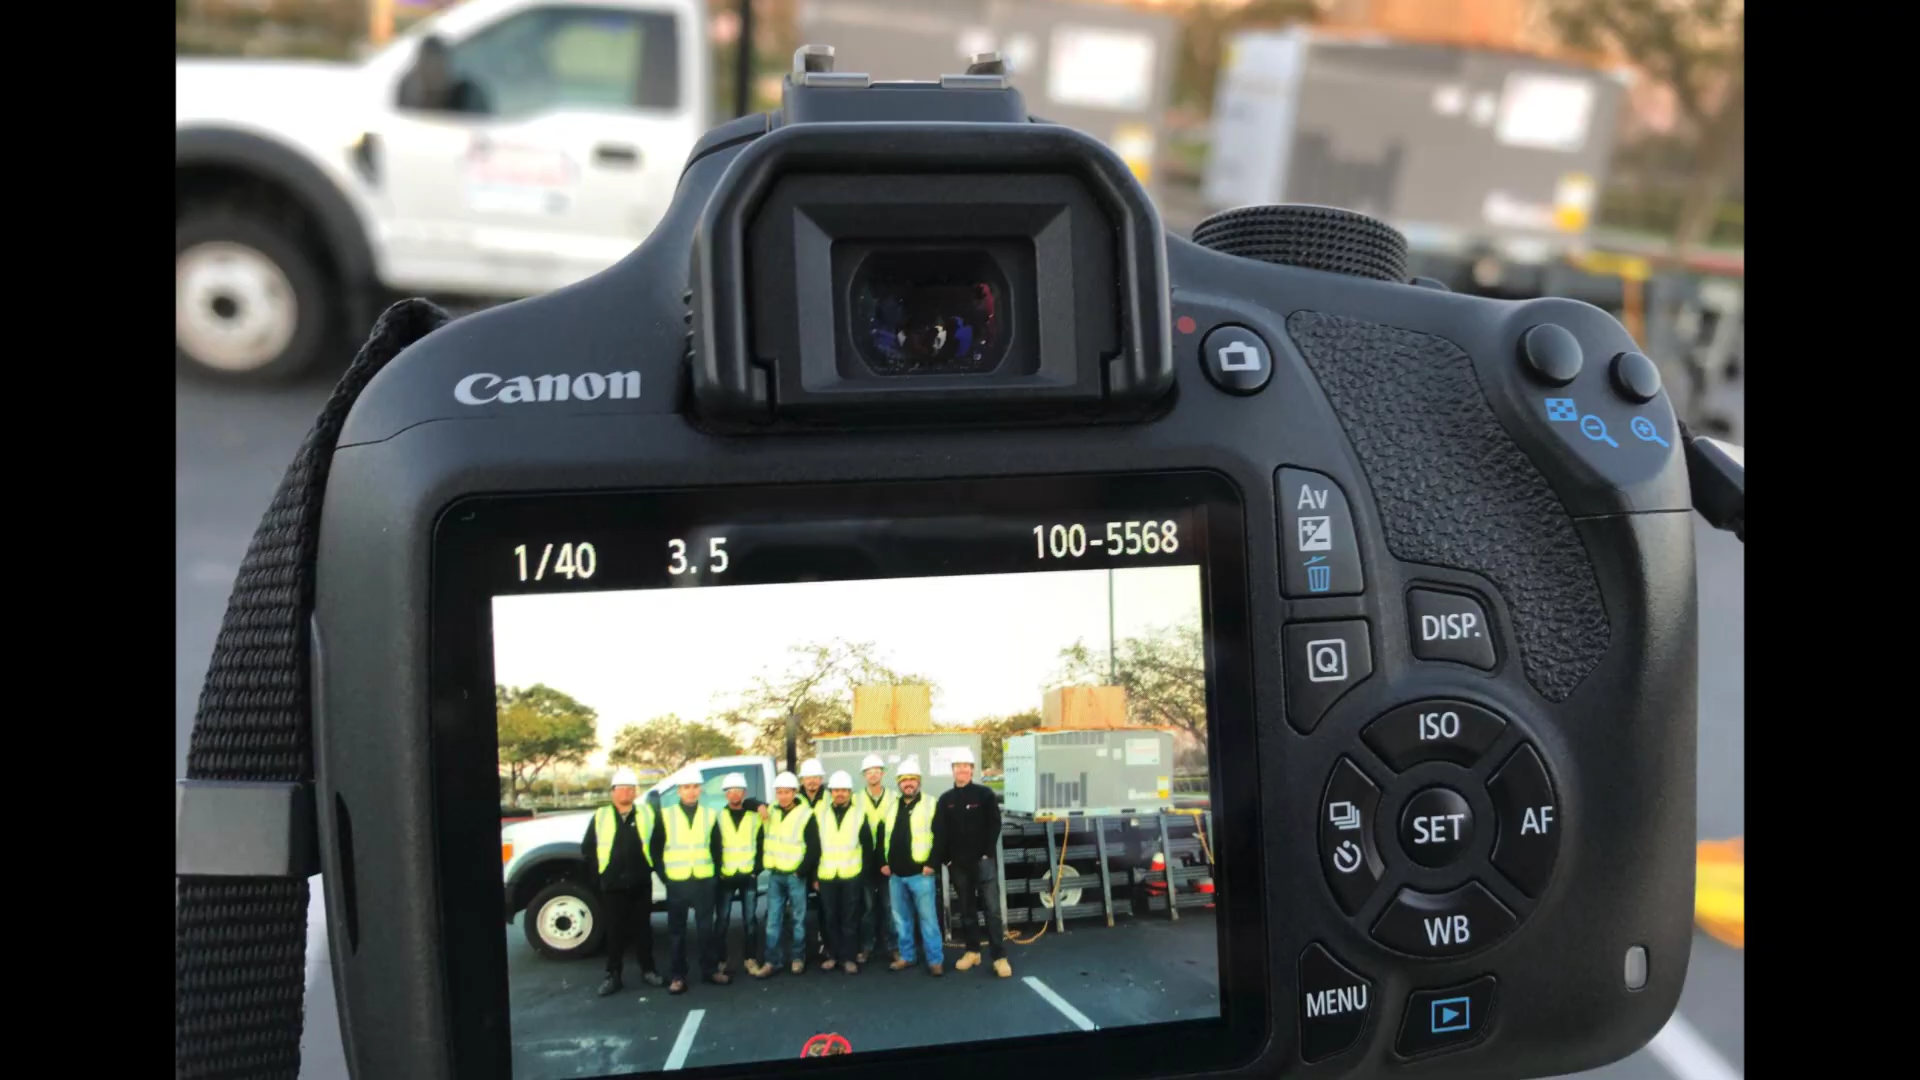 Canon
1/40 3.5 100-5568
Av
Q
DISP.
ISO
SET
AF
WB
MENU